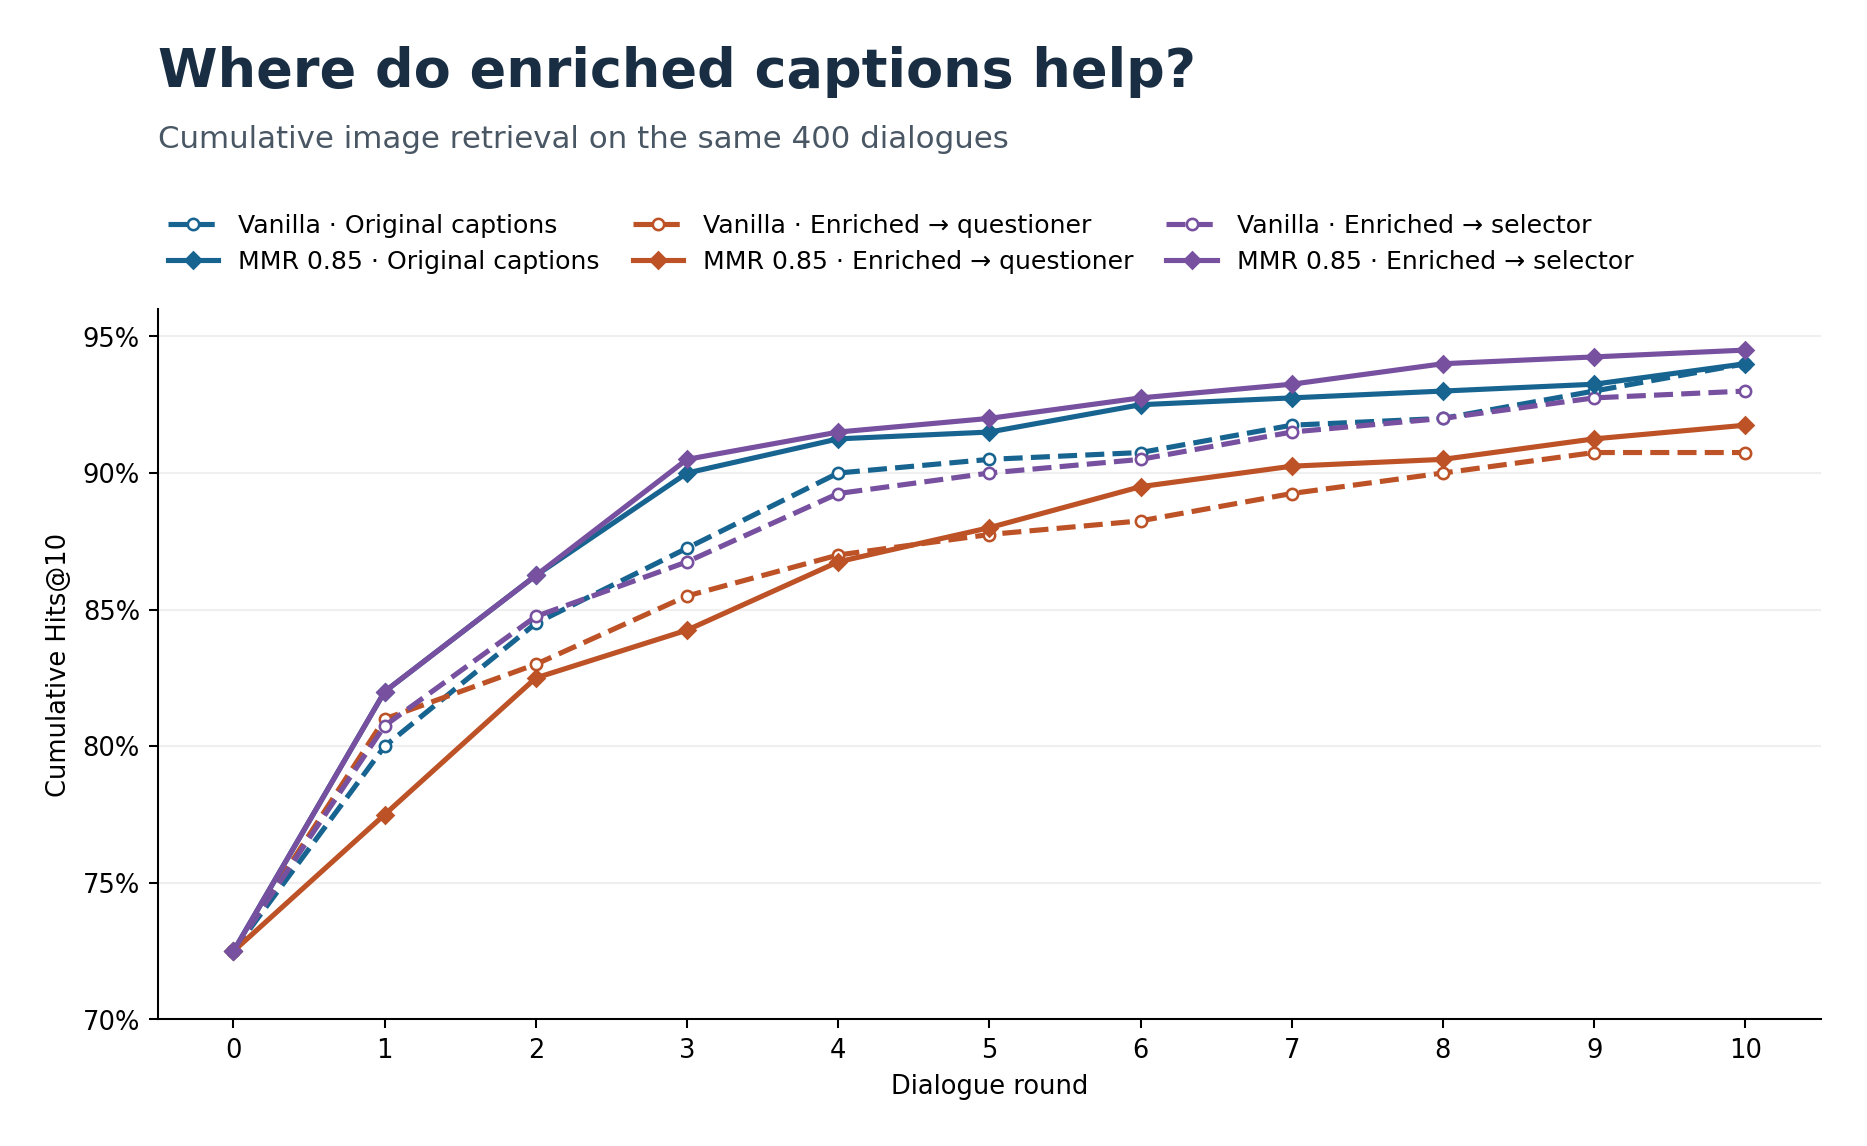 Where do enriched captions help?
Cumulative image retrieval on the same 400 dialogues
Vanilla · Original captions
MMR 0.85 · Original captions
Vanilla · Enriched → questioner
MMR 0.85 · Enriched → questioner
Vanilla · Enriched → selector
MMR 0.85 · Enriched → selector
Cumulative Hits@10
95%
90%
85%
80%
75%
70%
0 1 2 3 4 5 6 7 8 9 10
Dialogue round